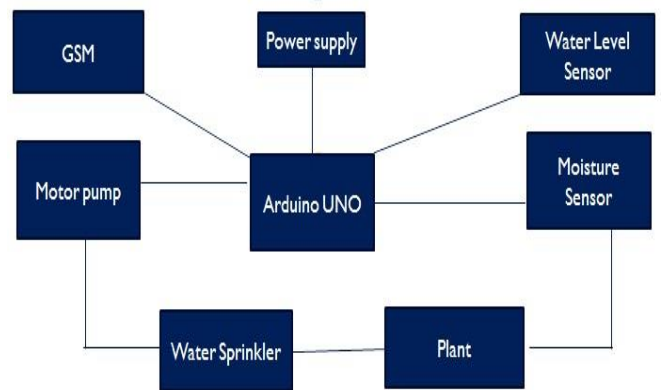 GSM
Power supply
Water Level
Sensor
Motor pump
Arduino UNO
Moisture
Sensor
Water Sprinkler
Plant